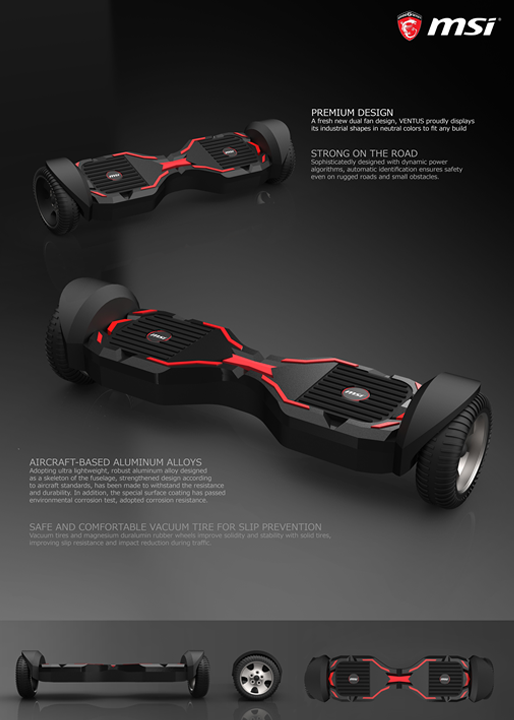 msi
PREMIUM DESIGN
A fresh new dual fan design, VENTUS proudly displays
its industrial shapes in neutral colors to fit any build
STRONG ON THE ROAD
Sophisticatedly designed with dynamic power
algorithms, automatic identification ensures safety
even on rugged roads and small obstacles.
msi
msi
msi
msi
AIRCRAFT-BASED ALUMINUM ALLOYS
Adopting ultra lightweight, robust aluminum alloy designed
as a skeleton of the fuselage, strengthened design according
to aircraft standards, has been made to withstand the resistance
and durability. In addition, the special surface coating has passed
environmental corrosion test, adopted corrosion resistance.
SAFE AND COMFORTABLE VACUUM TIRE FOR SLIP PREVENTION
Vacuum tires and magnesium duralumin rubber wheels improve solidity and stability with solid tires,
improving slip resistance and impact reduction during traffic